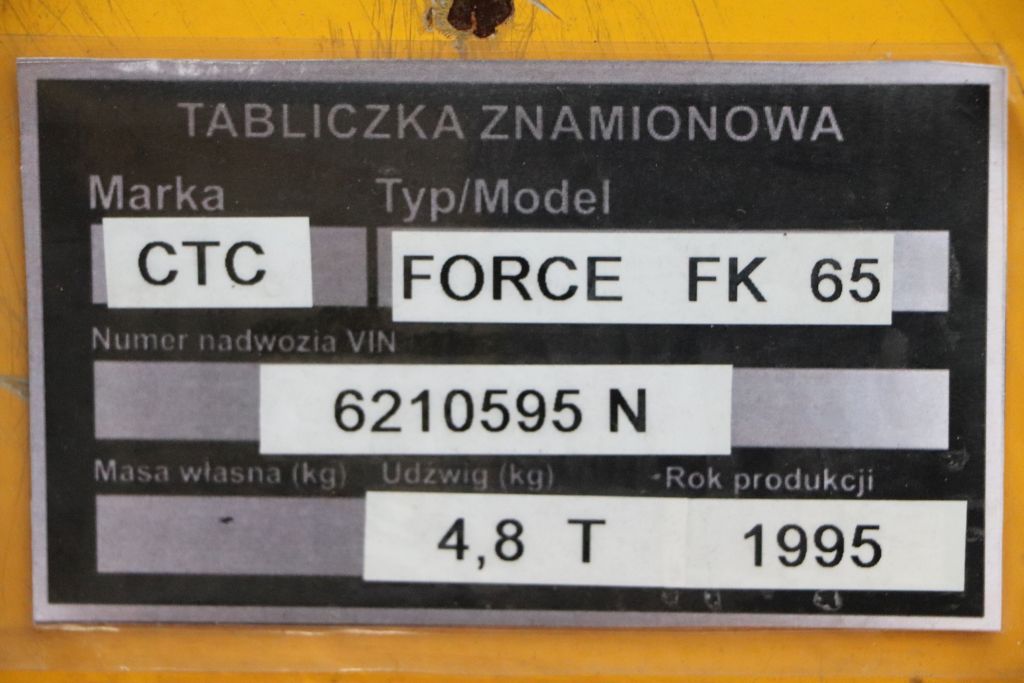 TABLICZKA ZNAMIONOWA
Marka Typ/Model
CTC FORCE FK 65
Numer nadwozia VIN
6210595 N
Masa własna (kg) Udźwig (kg) Rok produkcji
4,8 T 1995